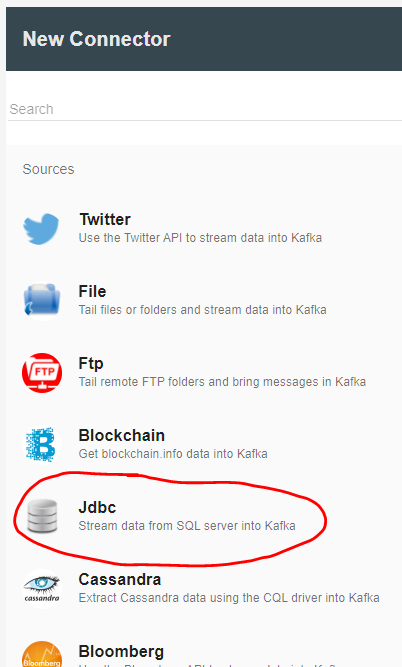 New Connector
Search
Sources
Twitter
Use the Twitter API to stream data into Kafka
File
Tail files or folders and stream data into Kafka
FTP
Ftp
Tail remote FTP folders and bring messages in Kafka
Blockchain
Get blockchain.info data into Kafka
Jdbc
Stream data from SQL server into Kafka
cassandra
Cassandra
Extract Cassandra data using the CQL driver into Kafka
Bloomberg
Bloomberg